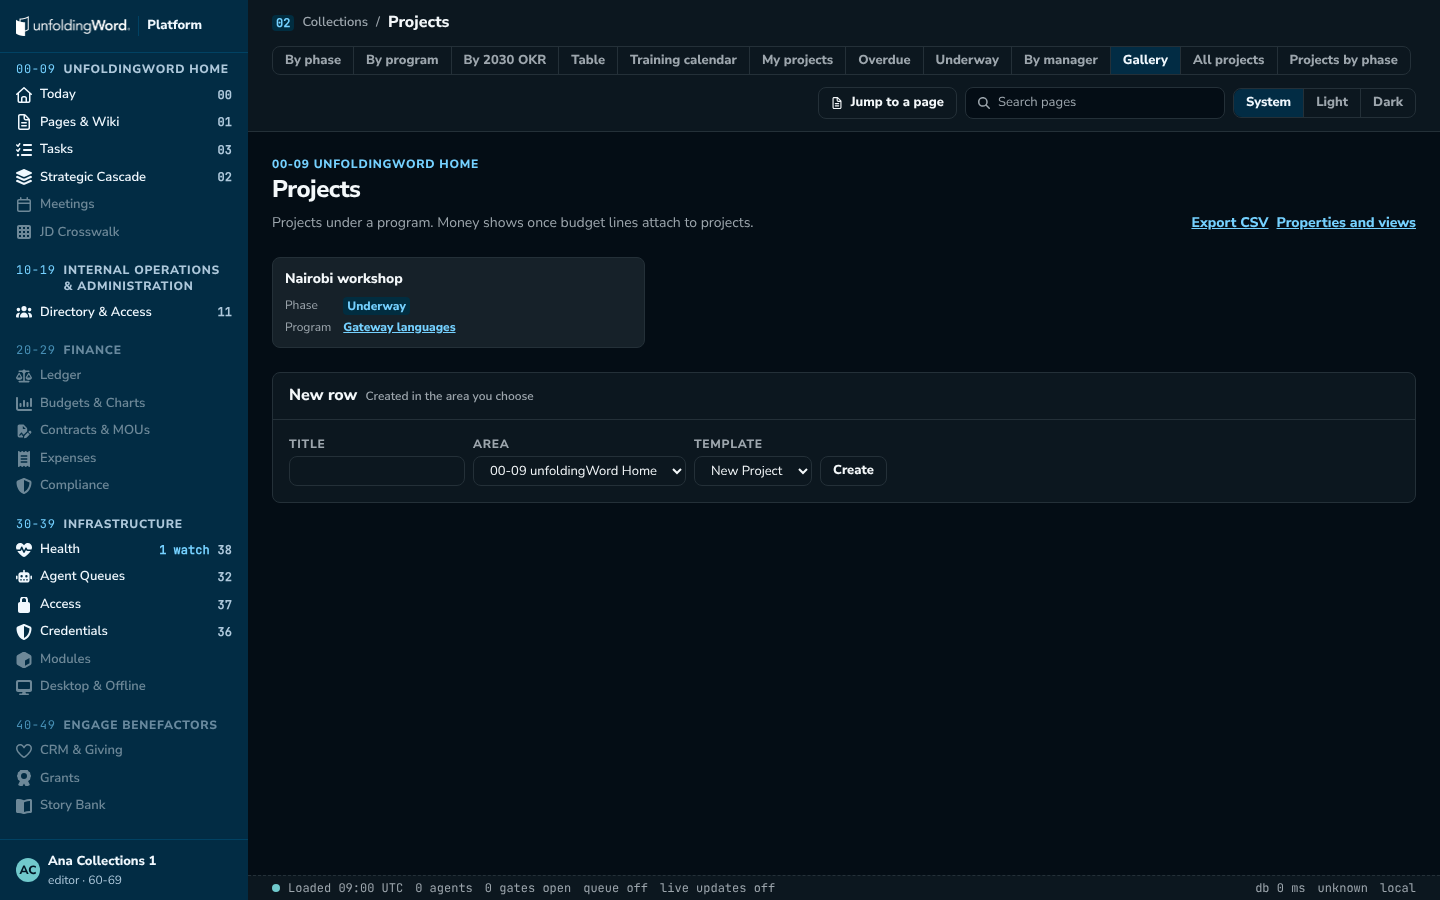 unfoldingWord. Platform
00-09 UNFOLDINGWORD HOME
Today 00
Pages & Wiki 01
Tasks 03
Strategic Cascade 02
Meetings
JD Crosswalk
10-19 INTERNAL OPERATIONS
& ADMINISTRATION
Directory & Access 11
20-29 FINANCE
Ledger
Budgets & Charts
Contracts & MOUs
Expenses
Compliance
30-39 INFRASTRUCTURE
Health 1 watch 38
Agent Queues 32
Access 37
Credentials 36
Modules
Desktop & Offline
40-49 ENGAGE BENEFACTORS
CRM & Giving
Grants
Story Bank
AC Ana Collections 1
editor · 60-69
02 Collections / Projects
By phase By program By 2030 OKR Table Training calendar My projects Overdue Underway By manager Gallery All projects Projects by phase
Jump to a page Search pages System Light Dark
00-09 UNFOLDINGWORD HOME
Projects
Projects under a program. Money shows once budget lines attach to projects. Export CSV Properties and views
Nairobi workshop
Phase Underway
Program Gateway languages
New row Created in the area you choose
TITLE AREA TEMPLATE
00-09 unfoldingWord Home New Project Create
Loaded 09:00 UTC 0 agents 0 gates open queue off live updates off db 0 ms unknown local